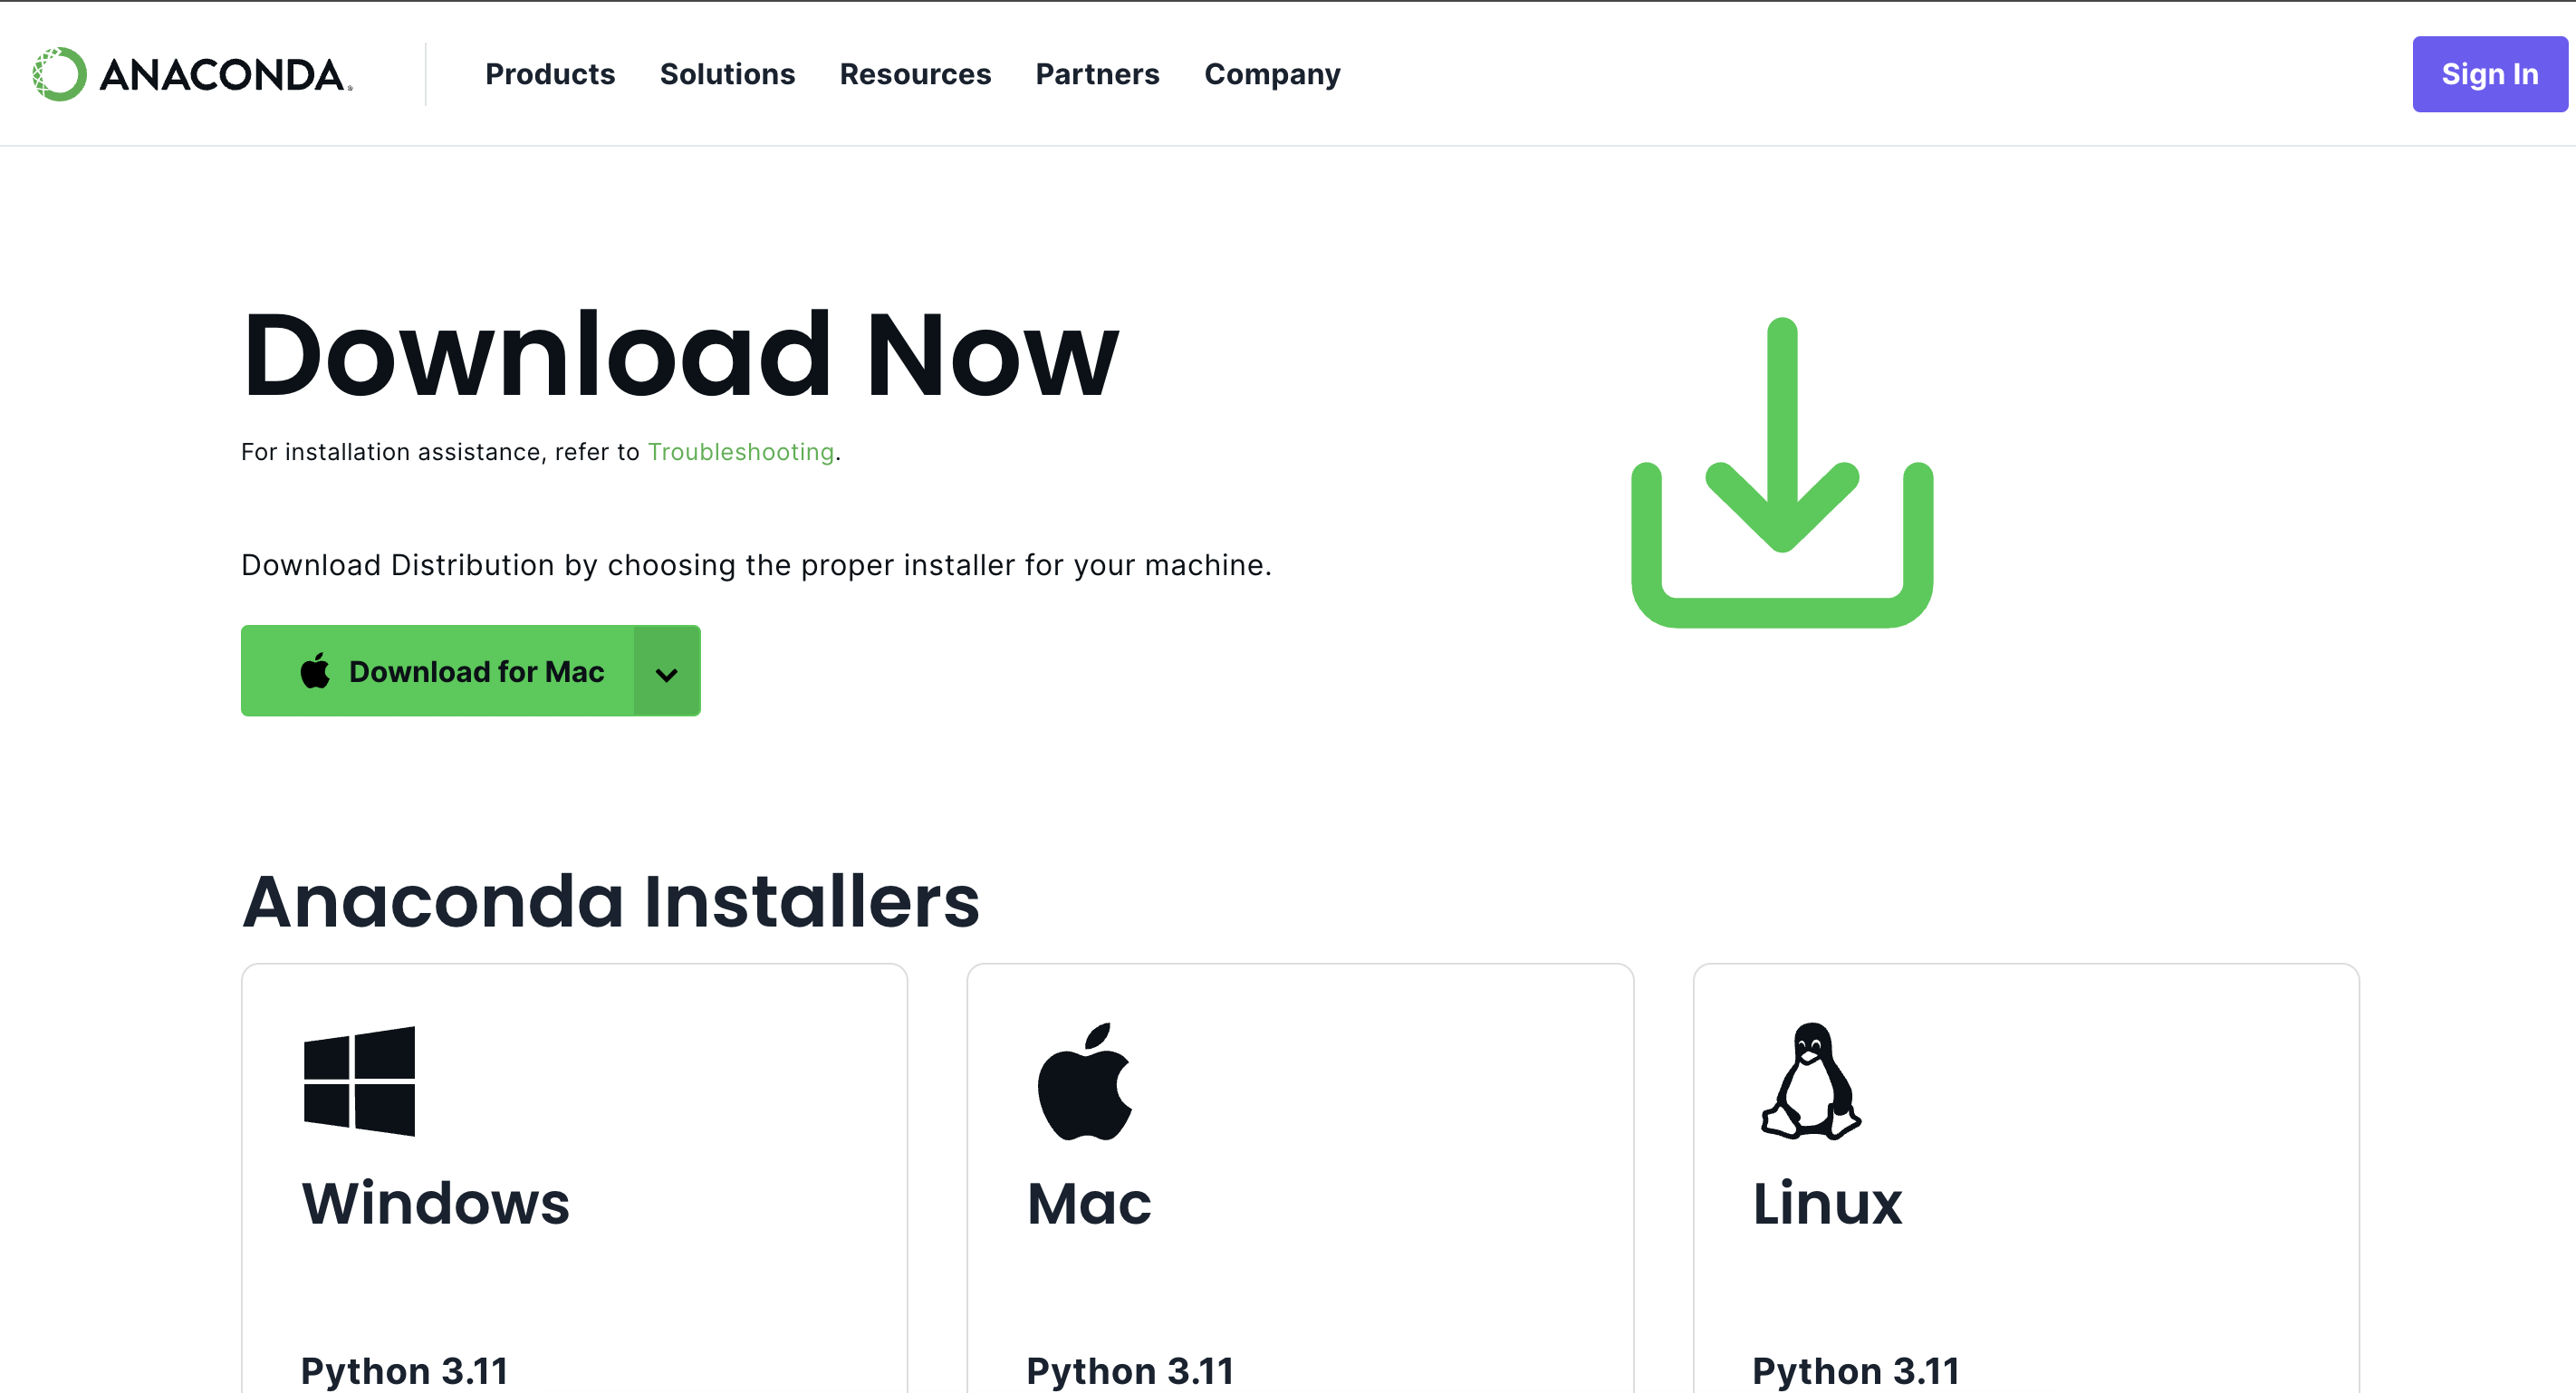 ANACONDA.
Products Solutions Resources Partners Company
Sign In
Download Now
For installation assistance, refer to Troubleshooting.
Download Distribution by choosing the proper installer for your machine.
Download for Mac
Anaconda Installers
Windows
Mac
Linux
Python 3.11
Python 3.11
Python 3.11